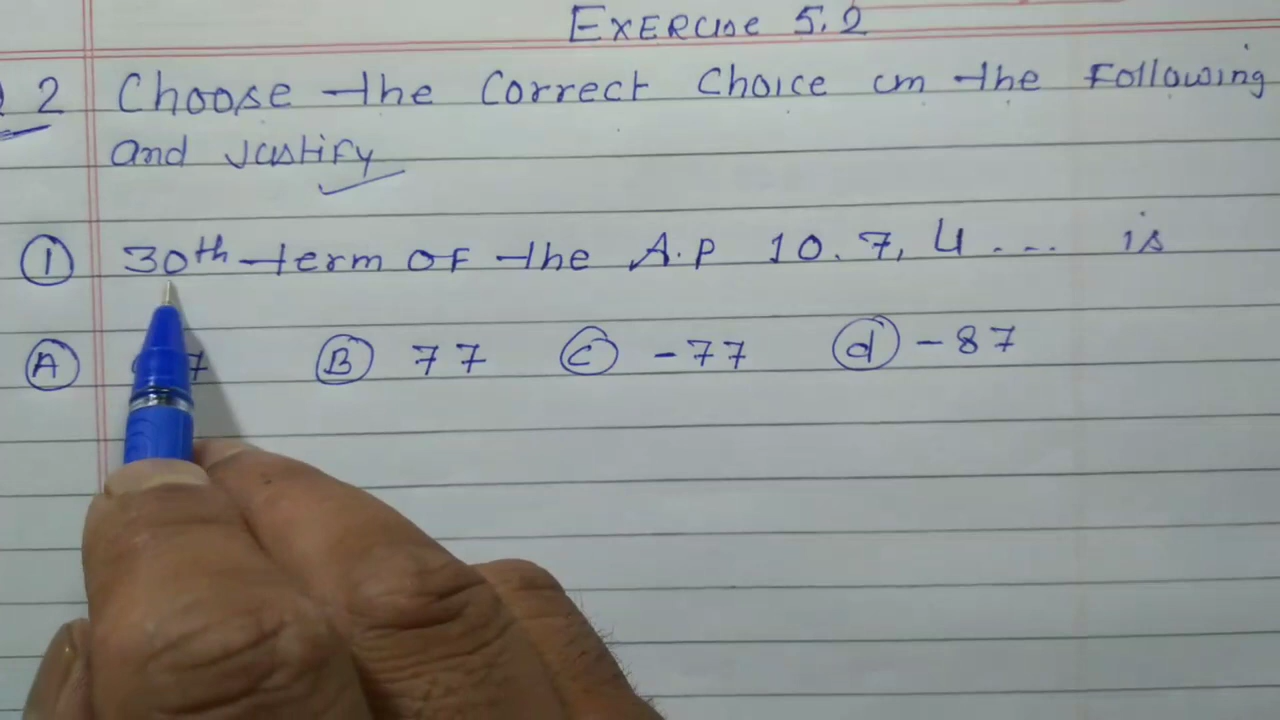 EXERCISE 5.2
2 Choose the Correct Choice in the Following
and Justify
① 30th term of the A.P 10. 7, 4 ... is
Ⓐ 7 Ⓑ 77 Ⓒ -77 ⓓ -87